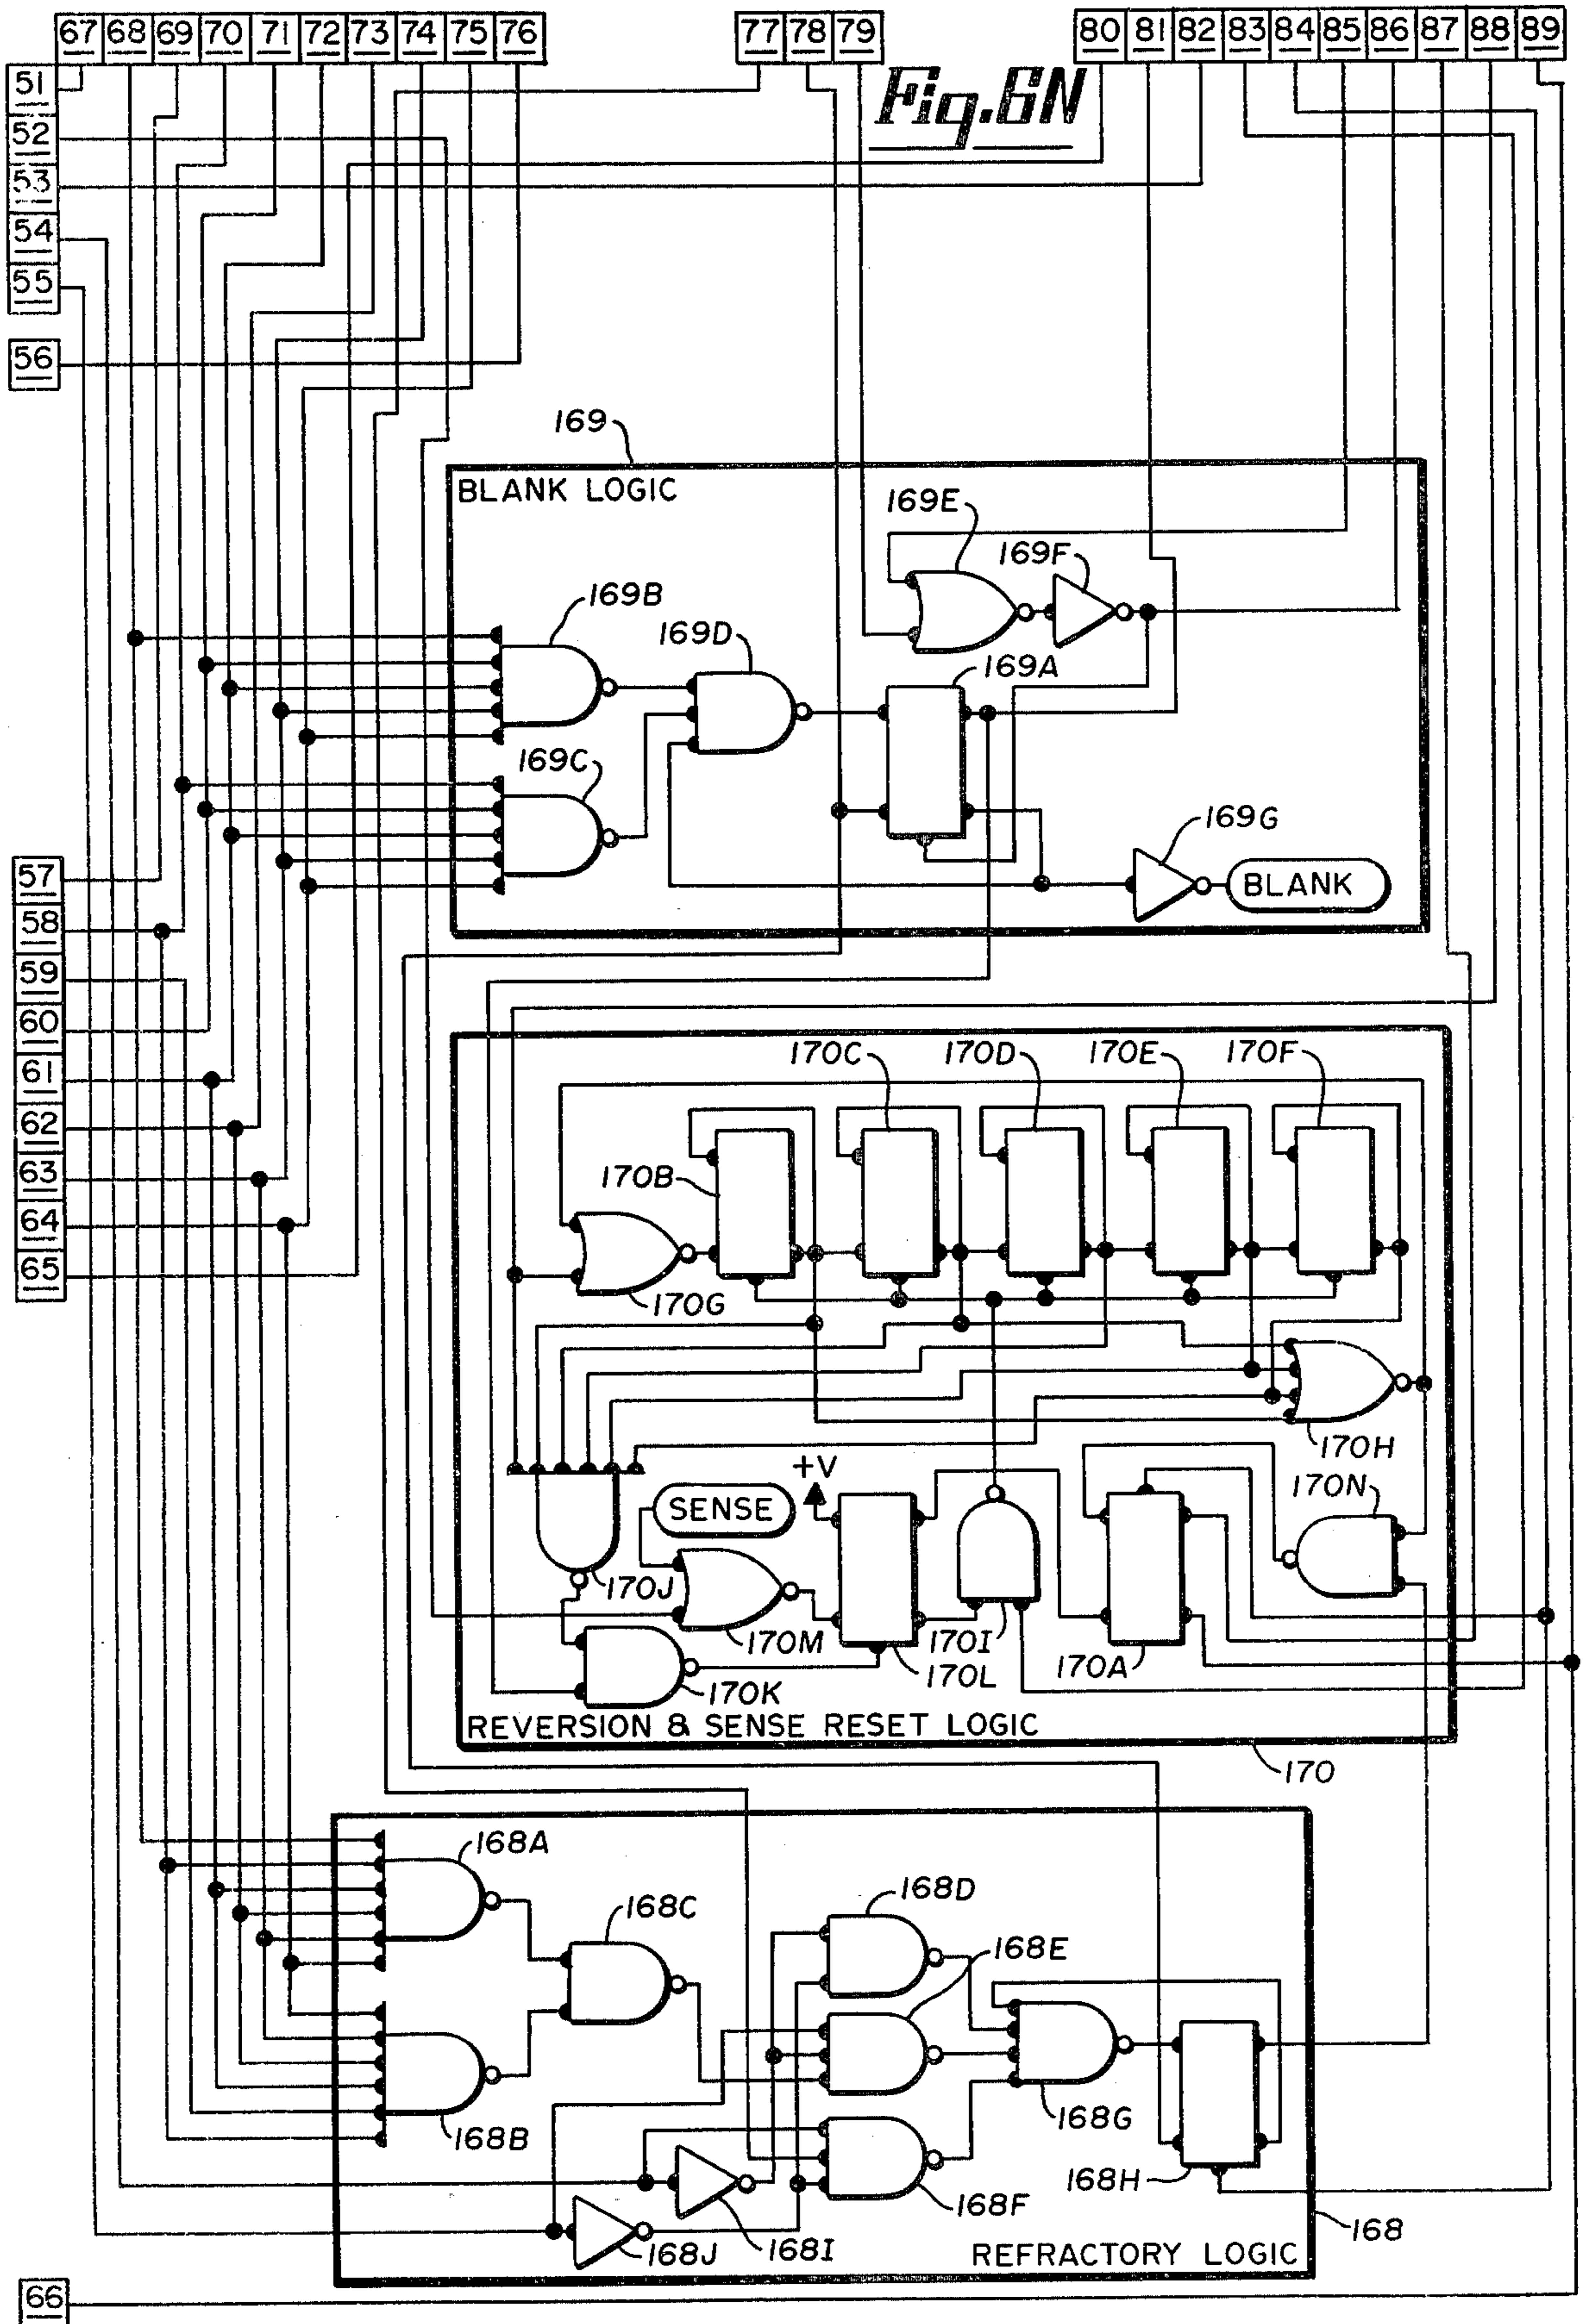 67 68 69 70 71 72 73 74 75 76 77 78 79 80 81 82 83 84 85 86 87 88 89
51
52
53
54
55
56
Fig. 6N
169
BLANK LOGIC
169E
169F
169B
169D
169A
169C
169G
BLANK
57
58
59
60
61
62
63
64
65
170C 170D 170E 170F
170B
170G
170H
+V
170N
SENSE
170J
170M 170I 170A
170L
170K
REVERSION & SENSE RESET LOGIC
170
168A
168D
168C
168E
168G
168B
168H
168F
168
168J 168I
REFRACTORY LOGIC
66